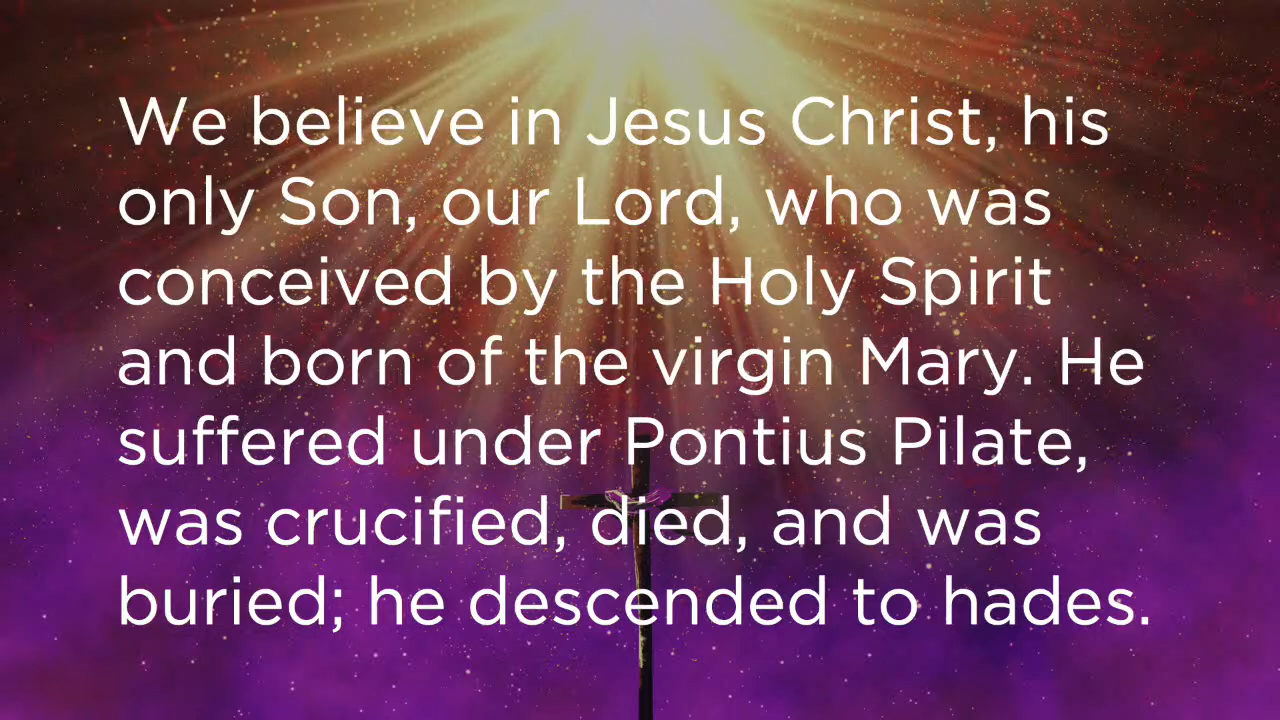 We believe in Jesus Christ, his
only Son, our Lord, who was
conceived by the Holy Spirit
and born of the virgin Mary. He
suffered under Pontius Pilate,
was crucified, died, and was
buried; he descended to hades.